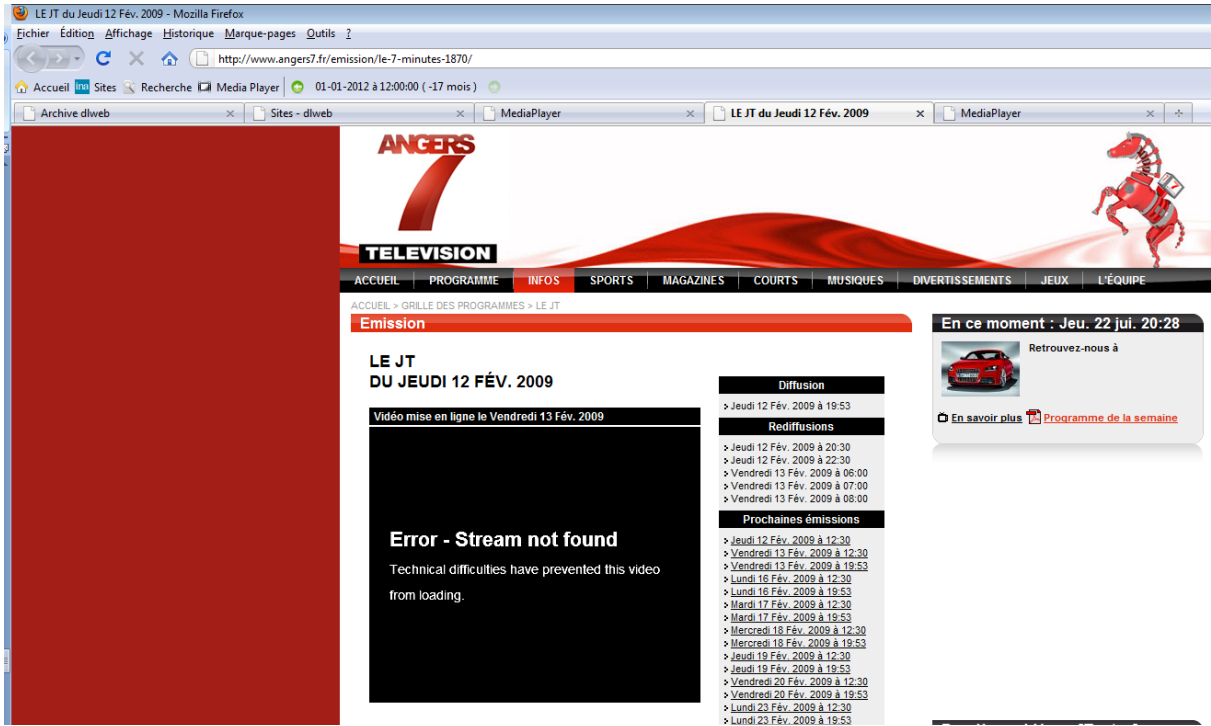 LE JT du Jeudi 12 Fév. 2009 - Mozilla Firefox
Fichier Édition Affichage Historique Marque-pages Outils ?
http://www.angers7.fr/emission/le-7-minutes-1870/
Accueil ina Sites Recherche Media Player 01-01-2012 à 12:00:00 ( -17 mois )
Archive dlweb Sites - dlweb MediaPlayer LE JT du Jeudi 12 Fév. 2009 MediaPlayer
ANGERS
7
TELEVISION
7
ACCUEIL PROGRAMME INFOS SPORTS MAGAZINES COURTS MUSIQUES DIVERTISSEMENTS JEUX L'ÉQUIPE
ACCUEIL > GRILLE DES PROGRAMMES > LE JT
Emission
LE JT
DU JEUDI 12 FÉV. 2009
Vidéo mise en ligne le Vendredi 13 Fév. 2009
Error - Stream not found
Technical difficulties have prevented this video
from loading.
Diffusion
Jeudi 12 Fév. 2009 à 19:53
Rediffusions
Jeudi 12 Fév. 2009 à 20:30
Jeudi 12 Fév. 2009 à 22:30
Vendredi 13 Fév. 2009 à 06:00
Vendredi 13 Fév. 2009 à 07:00
Vendredi 13 Fév. 2009 à 08:00
Prochaines émissions
Jeudi 12 Fév. 2009 à 12:30
Vendredi 13 Fév. 2009 à 12:30
Vendredi 13 Fév. 2009 à 19:53
Lundi 16 Fév. 2009 à 12:30
Lundi 16 Fév. 2009 à 19:53
Mardi 17 Fév. 2009 à 12:30
Mardi 17 Fév. 2009 à 19:53
Mercredi 18 Fév. 2009 à 12:30
Mercredi 18 Fév. 2009 à 19:53
Jeudi 19 Fév. 2009 à 12:30
Jeudi 19 Fév. 2009 à 19:53
Vendredi 20 Fév. 2009 à 12:30
Vendredi 20 Fév. 2009 à 19:53
Lundi 23 Fév. 2009 à 12:30
Lundi 23 Fév. 2009 à 19:53
En ce moment : Jeu. 22 jui. 20:28
Retrouvez-nous à
En savoir plus Programme de la semaine